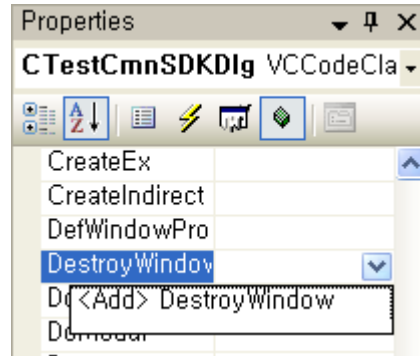 Properties
CTestCmnSDKDlg VCCodeCla
CreateEx
CreateIndirect
DefWindowPro
DestroyWindow
<Add> DestroyWindow